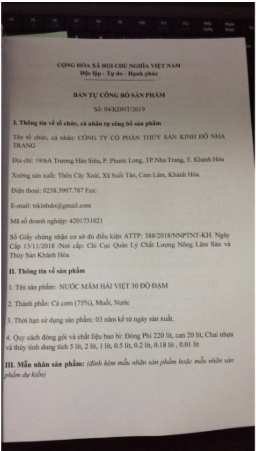 CỘNG HÒA XÃ HỘI CHỦ NGHĨA VIỆT NAM
Độc lập - Tự do - Hạnh phúc
BẢN TỰ CÔNG BỐ SẢN PHẨM
Số: 04/KDNT/2019
I. Thông tin về tổ chức, cá nhân tự công bố sản phẩm
Tên tổ chức, cá nhân: CÔNG TY CỔ PHẦN THỦY SẢN KINH ĐÔ NHA
TRANG
Địa chỉ: 19/6A Trương Hán Siêu, P. Phước Long, TP.Nha Trang, T. Khánh Hòa
Xưởng sản xuất: Thôn Cây Xoài, Xã Suối Tân, Cam Lâm, Khánh Hòa.
Điện thoại: 0258.3907.787 Fax:
E-mail: tskinhdo@gmail.com
Mã số doanh nghiệp: 4201731021
Số Giấy chứng nhận cơ sở đủ điều kiện ATTP: 388/2018/NNPTNT-KH, Ngày
Cấp 15/11/2018 /Nơi cấp: Chi Cục Quản Lý Chất Lượng Nông Lâm Sản và
Thủy Sản Khánh Hòa
II. Thông tin về sản phẩm
1. Tên sản phẩm: NƯỚC MẮM HẢI VIỆT 30 ĐỘ ĐẠM
2. Thành phần: Cá cơm (75%), Muối, Nước
3. Thời hạn sử dụng sản phẩm: 03 năm kể từ ngày sản xuất.
4. Quy cách đóng gói và chất liệu bao bì: Đóng Phi 220 lit, can 20 lit, Chai nhựa
và thủy tinh dung tích 5 lit, 2 lit, 1 lit, 0.5 lit, 0.2 lit, 0.18 lit , 0.01 lit
III. Mẫu nhãn sản phẩm: (đính kèm mẫu nhãn sản phẩm hoặc mẫu nhãn sản
phẩm dự kiến)